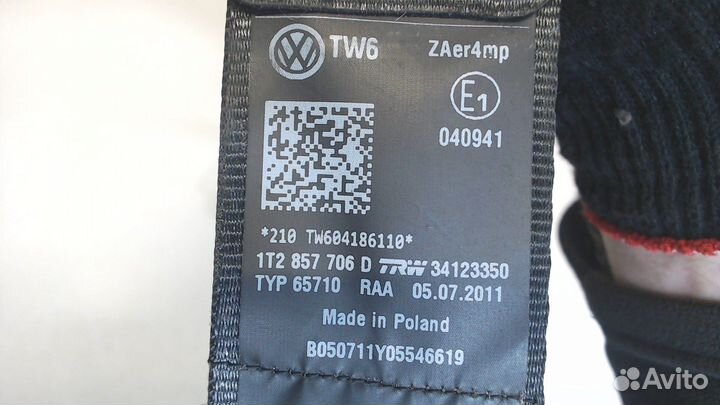 VW TW6 ZAer4mp
E1
040941
*210 TW604186110*
1T2 857 706 D TRW 34123350
TYP 65710 RAA 05.07.2011
Made in Poland
B050711Y05546619
Avito